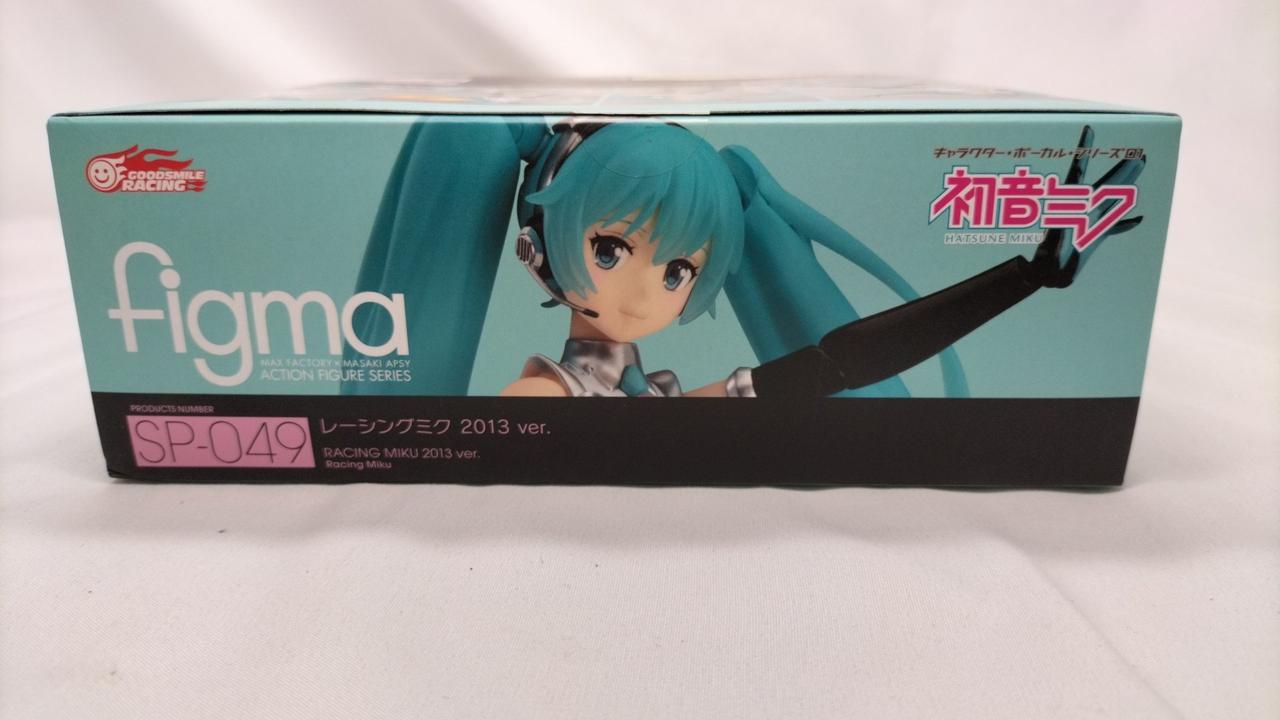 GOODSMILE
RACING
キャラクター・ボーカル・シリーズ 01
初音ミク
HATSUNE MIKU
figma
MAX FACTORY × MASAKI APSY
ACTION FIGURE SERIES
PRODUCTS NUMBER
SP-049
レーシングミク 2013 ver.
RACING MIKU 2013 ver.
Racing Miku